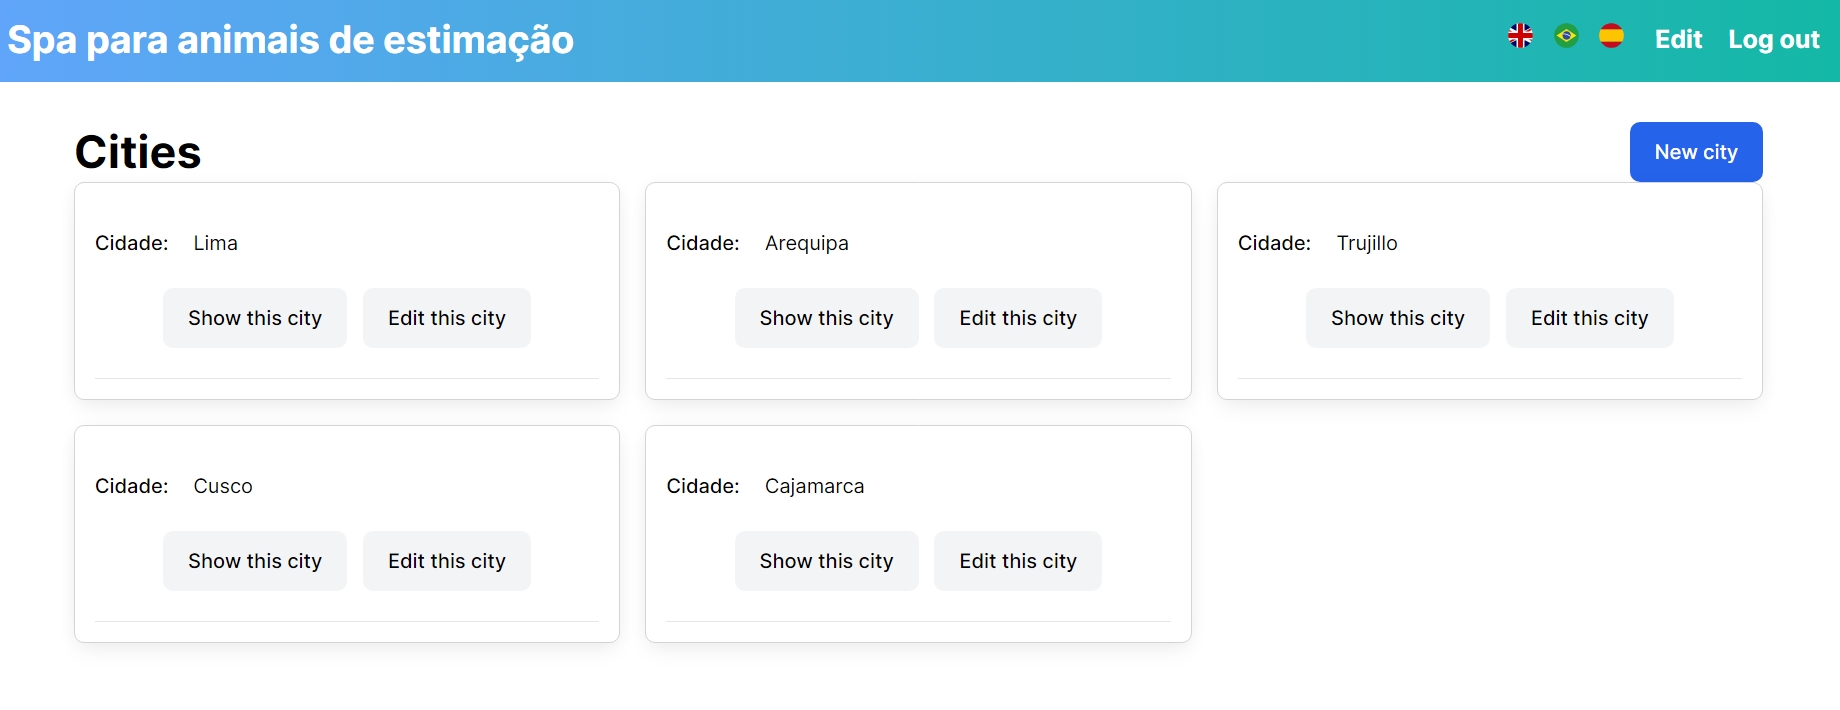 Spa para animais de estimação
Edit Log out
Cities
New city
Cidade: Lima
Show this city Edit this city
Cidade: Arequipa
Show this city Edit this city
Cidade: Trujillo
Show this city Edit this city
Cidade: Cusco
Show this city Edit this city
Cidade: Cajamarca
Show this city Edit this city